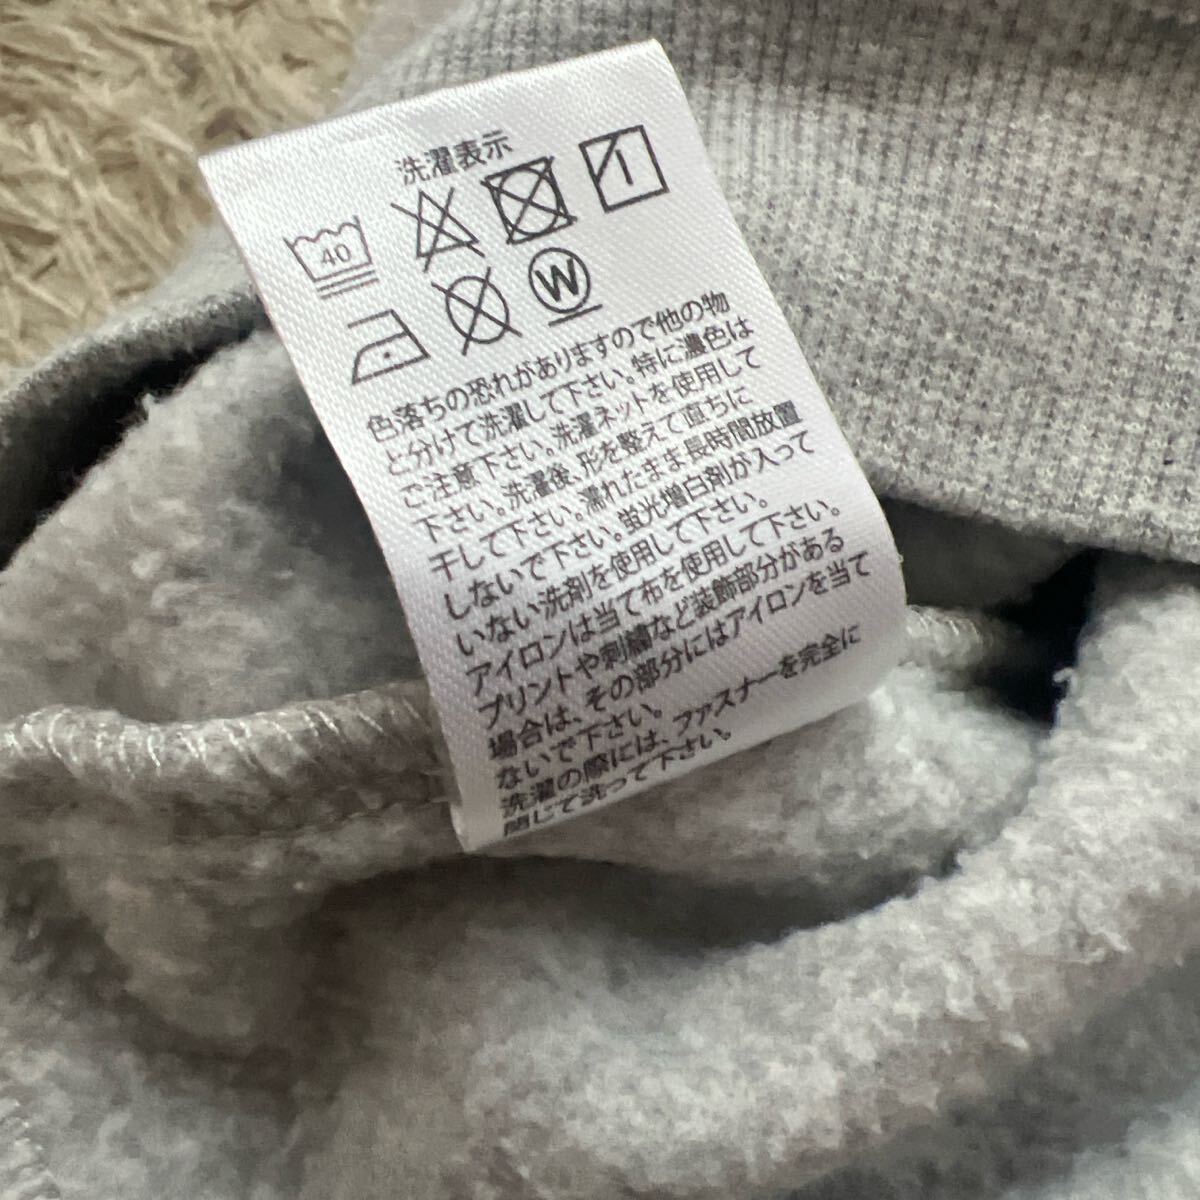 洗濯表示
40
W
色落ちの恐れがありますので他の物
と分けて洗濯して下さい。特に濃色は
ご注意下さい。洗濯ネットを使用して
下さい。洗濯後、形を整えて直ちに
干して下さい。濡れたまま長時間放置
しないで下さい。蛍光増白剤が入って
いない洗剤を使用して下さい。
アイロンは当て布を使用して下さい。
プリントや刺繍など装飾部分がある
場合は、その部分にはアイロンを当て
ないで下さい。
洗濯の際には、ファスナーを完全に
閉じて洗って下さい。